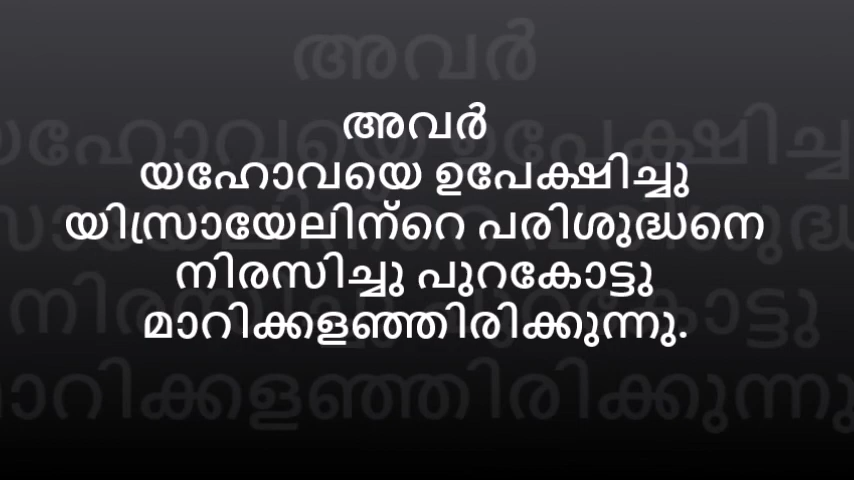 അവർ
യഹോവയെ ഉപേക്ഷിച്ചു
യിസ്രായേലിന്റെ പരിശുദ്ധനെ
നിരസിച്ചു പുറകോട്ടു
മാറിക്കളഞ്ഞിരിക്കുന്നു.